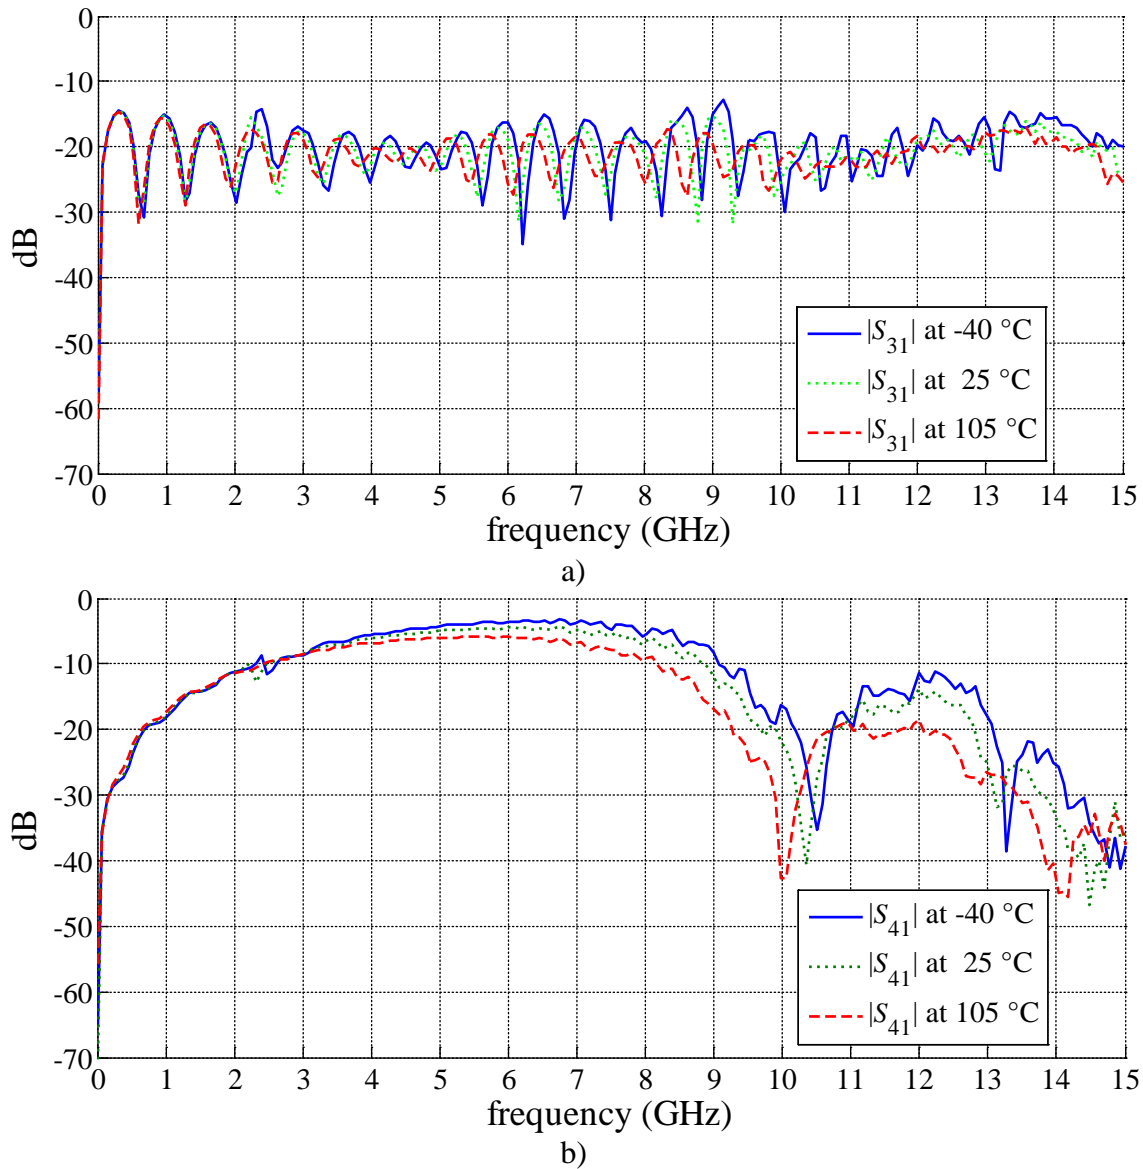 0
-10
-20
-30
-40
-50
-60
-70
dB
|S31| at -40 °C
|S31| at 25 °C
|S31| at 105 °C
0 1 2 3 4 5 6 7 8 9 10 11 12 13 14 15
frequency (GHz)
a)
0
-10
-20
-30
-40
-50
-60
-70
dB
|S41| at -40 °C
|S41| at 25 °C
|S41| at 105 °C
0 1 2 3 4 5 6 7 8 9 10 11 12 13 14 15
frequency (GHz)
b)